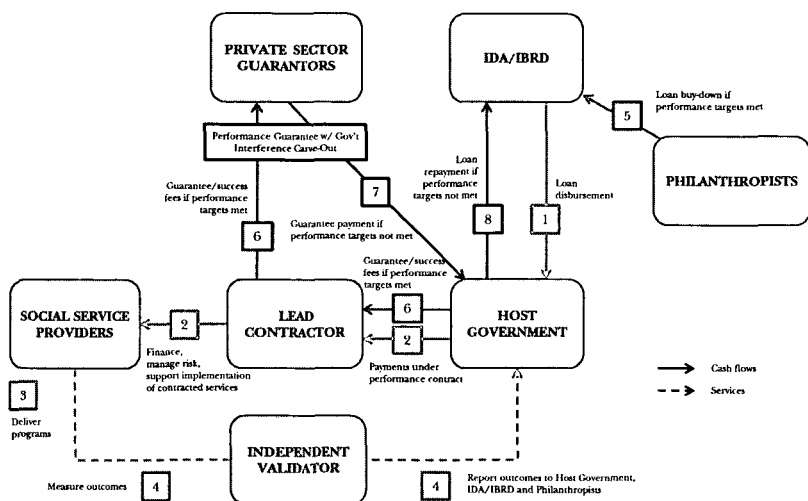 PRIVATE SECTOR
GUARANTORS
IDA/IBRD
Loan buy-down if
performance targets met
5
PHILANTHROPISTS
Performance Guarantee w/ Gov't
Interference Carve-Out
Guarantee/success
fees if performance
targets met
6
7
Guarantee payment if
performance targets not met
Loan
repayment if
performance
targets not met
8
Loan
disbursement
1
Guarantee/success
fees if performance
targets met
SOCIAL SERVICE
PROVIDERS
2
LEAD
CONTRACTOR
6
2
HOST
GOVERNMENT
Finance,
manage risk,
support implementation
of contracted services
Payments under
performance contract
Cash flows
Services
3
Deliver
programs
INDEPENDENT
VALIDATOR
Measure outcomes
4
4
Report outcomes to Host Government,
IDA/IBRD and Philanthropists